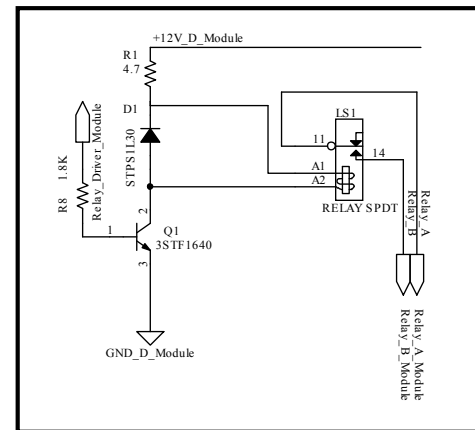 +12V_D_Module
R1
4.7
D1
STPS1L30
LS1
11
14
A1
A2
RELAY SPDT
Relay_Driver_Module
R8
1.8K
1
2
3
Q1
3STF1640
GND_D_Module
Relay_A
Relay_B
Relay_A_Module
Relay_B_Module